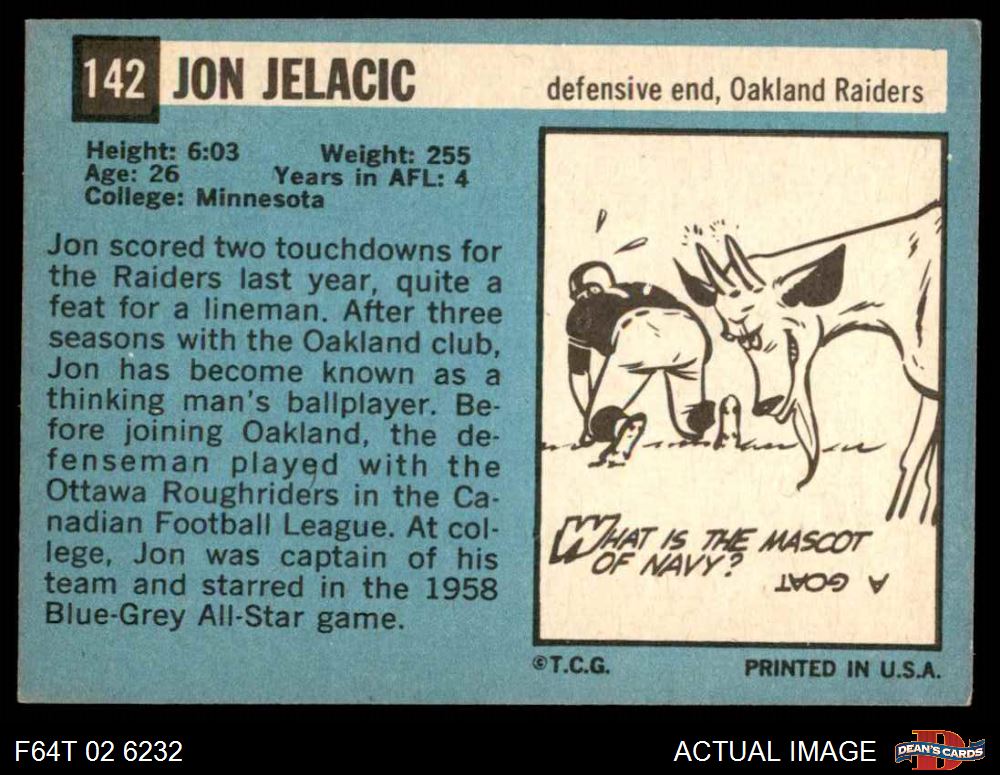 142 JON JELACIC
defensive end, Oakland Raiders
Height: 6:03 Weight: 255
Age: 26 Years in AFL: 4
College: Minnesota
Jon scored two touchdowns for
the Raiders last year, quite a
feat for a lineman. After three
seasons with the Oakland club,
Jon has become known as a
thinking man's ballplayer. Be-
fore joining Oakland, the de-
fenseman played with the
Ottawa Roughriders in the Ca-
nadian Football League. At col-
lege, Jon was captain of his
team and starred in the 1958
Blue-Grey All-Star game.
WHAT IS THE MASCOT
OF NAVY?
A GOAT
©T.C.G.
PRINTED IN U.S.A.
F64T 02 6232
ACTUAL IMAGE
D
DEAN'S CARDS